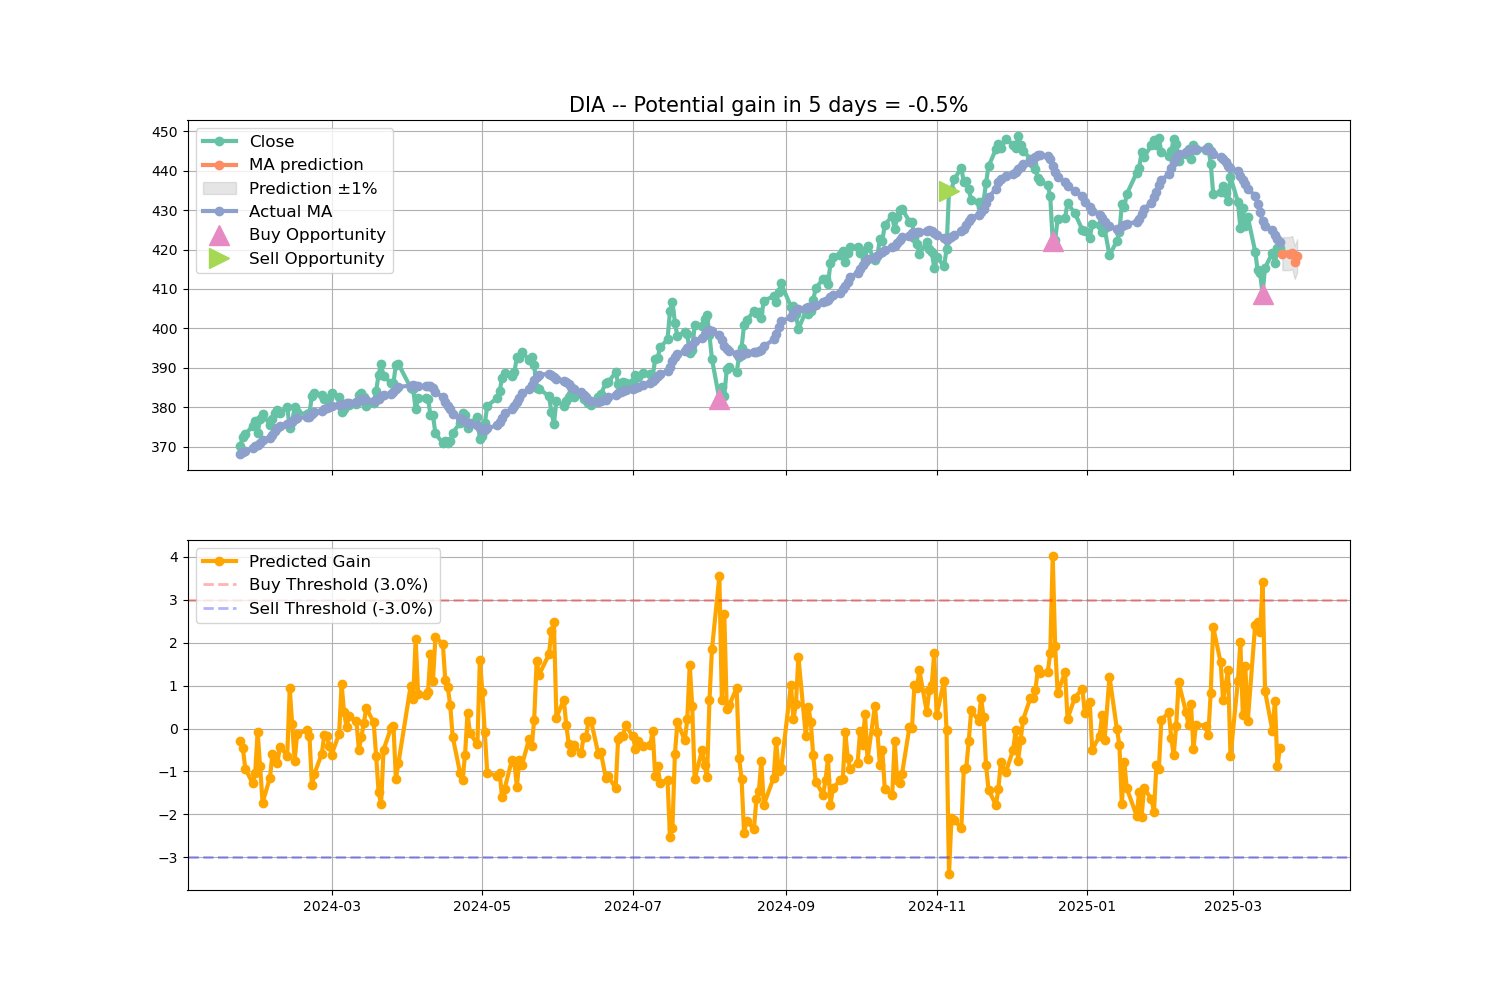 DIA -- Potential gain in 5 days = -0.5%
450
440
430
420
410
400
390
380
370
Close
MA prediction
Prediction ±1%
Actual MA
Buy Opportunity
Sell Opportunity
4
3
2
1
0
−1
−2
−3
Predicted Gain
Buy Threshold (3.0%)
Sell Threshold (-3.0%)
2024-03
2024-05
2024-07
2024-09
2024-11
2025-01
2025-03